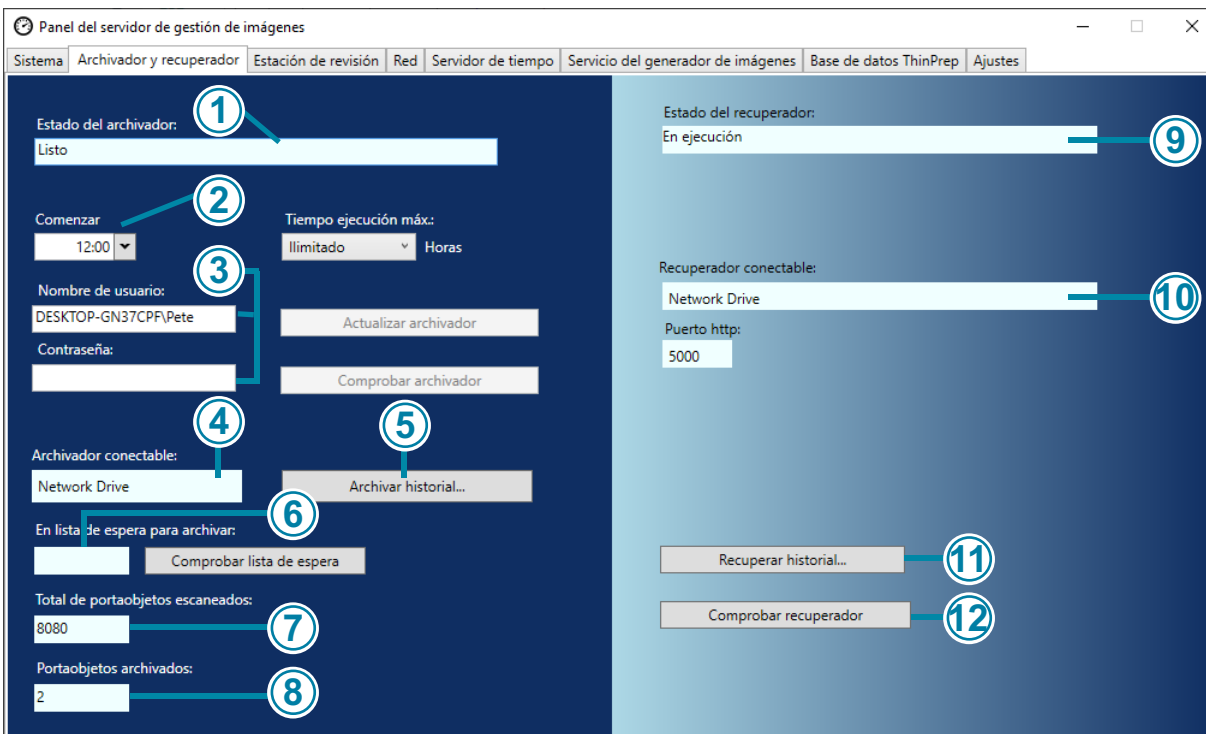 Panel del servidor de gestión de imágenes
Sistema Archivador y recuperador Estación de revisión Red Servidor de tiempo Servicio del generador de imágenes Base de datos ThinPrep Ajustes
1
Estado del archivador:
Listo
2
Comenzar
12:00
Tiempo ejecución máx.:
Ilimitado Horas
3
Nombre de usuario:
DESKTOP-GN37CPF\Pete
Actualizar archivador
Contraseña:
Comprobar archivador
4
5
Archivador conectable:
Network Drive
Archivar historial...
6
En lista de espera para archivar:
Comprobar lista de espera
Total de portaobjetos escaneados:
8080
7
Portaobjetos archivados:
2
8
Estado del recuperador:
En ejecución
9
Recuperador conectable:
Network Drive
10
Puerto http:
5000
Recuperar historial...
11
Comprobar recuperador
12